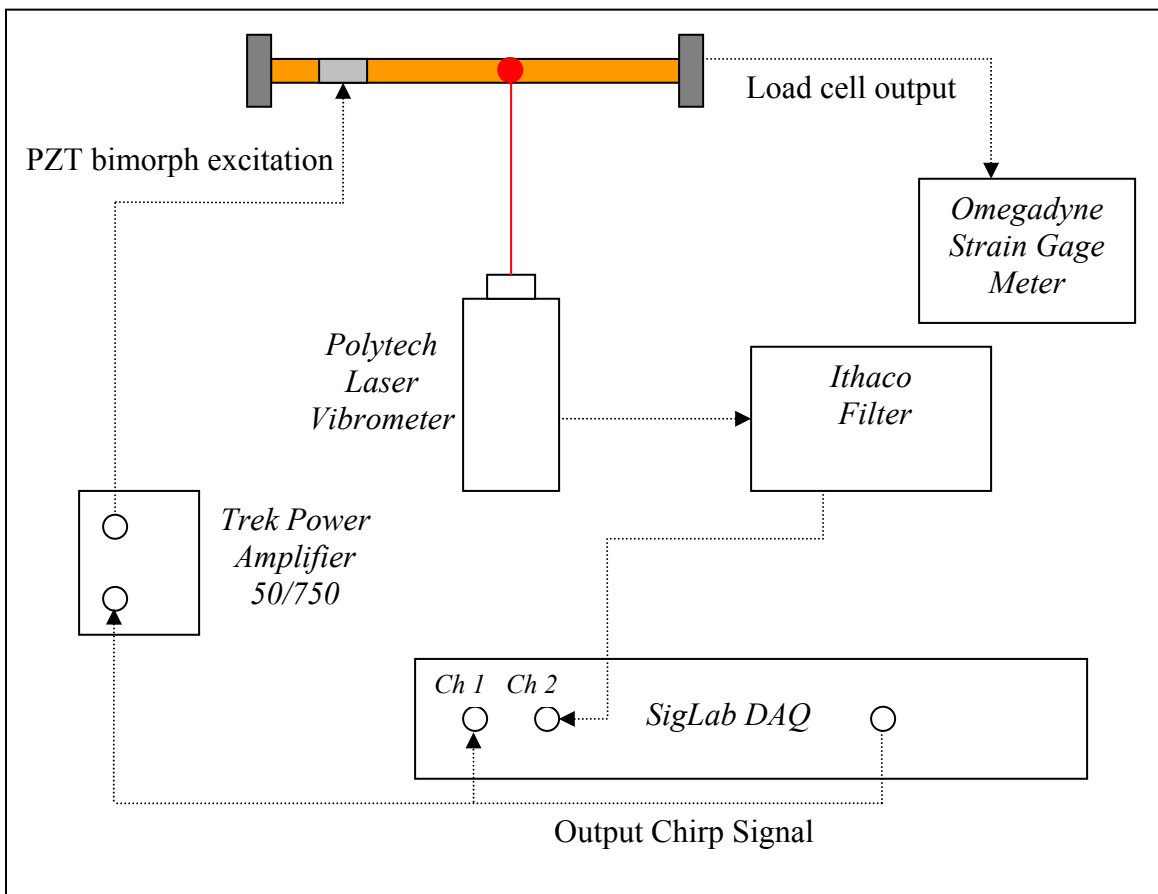 Load cell output
PZT bimorph excitation
Omegadyne
Strain Gage
Meter
Polytech
Laser
Vibrometer
Ithaco
Filter
Trek Power
Amplifier
50/750
Ch 1
Ch 2
SigLab DAQ
Output Chirp Signal